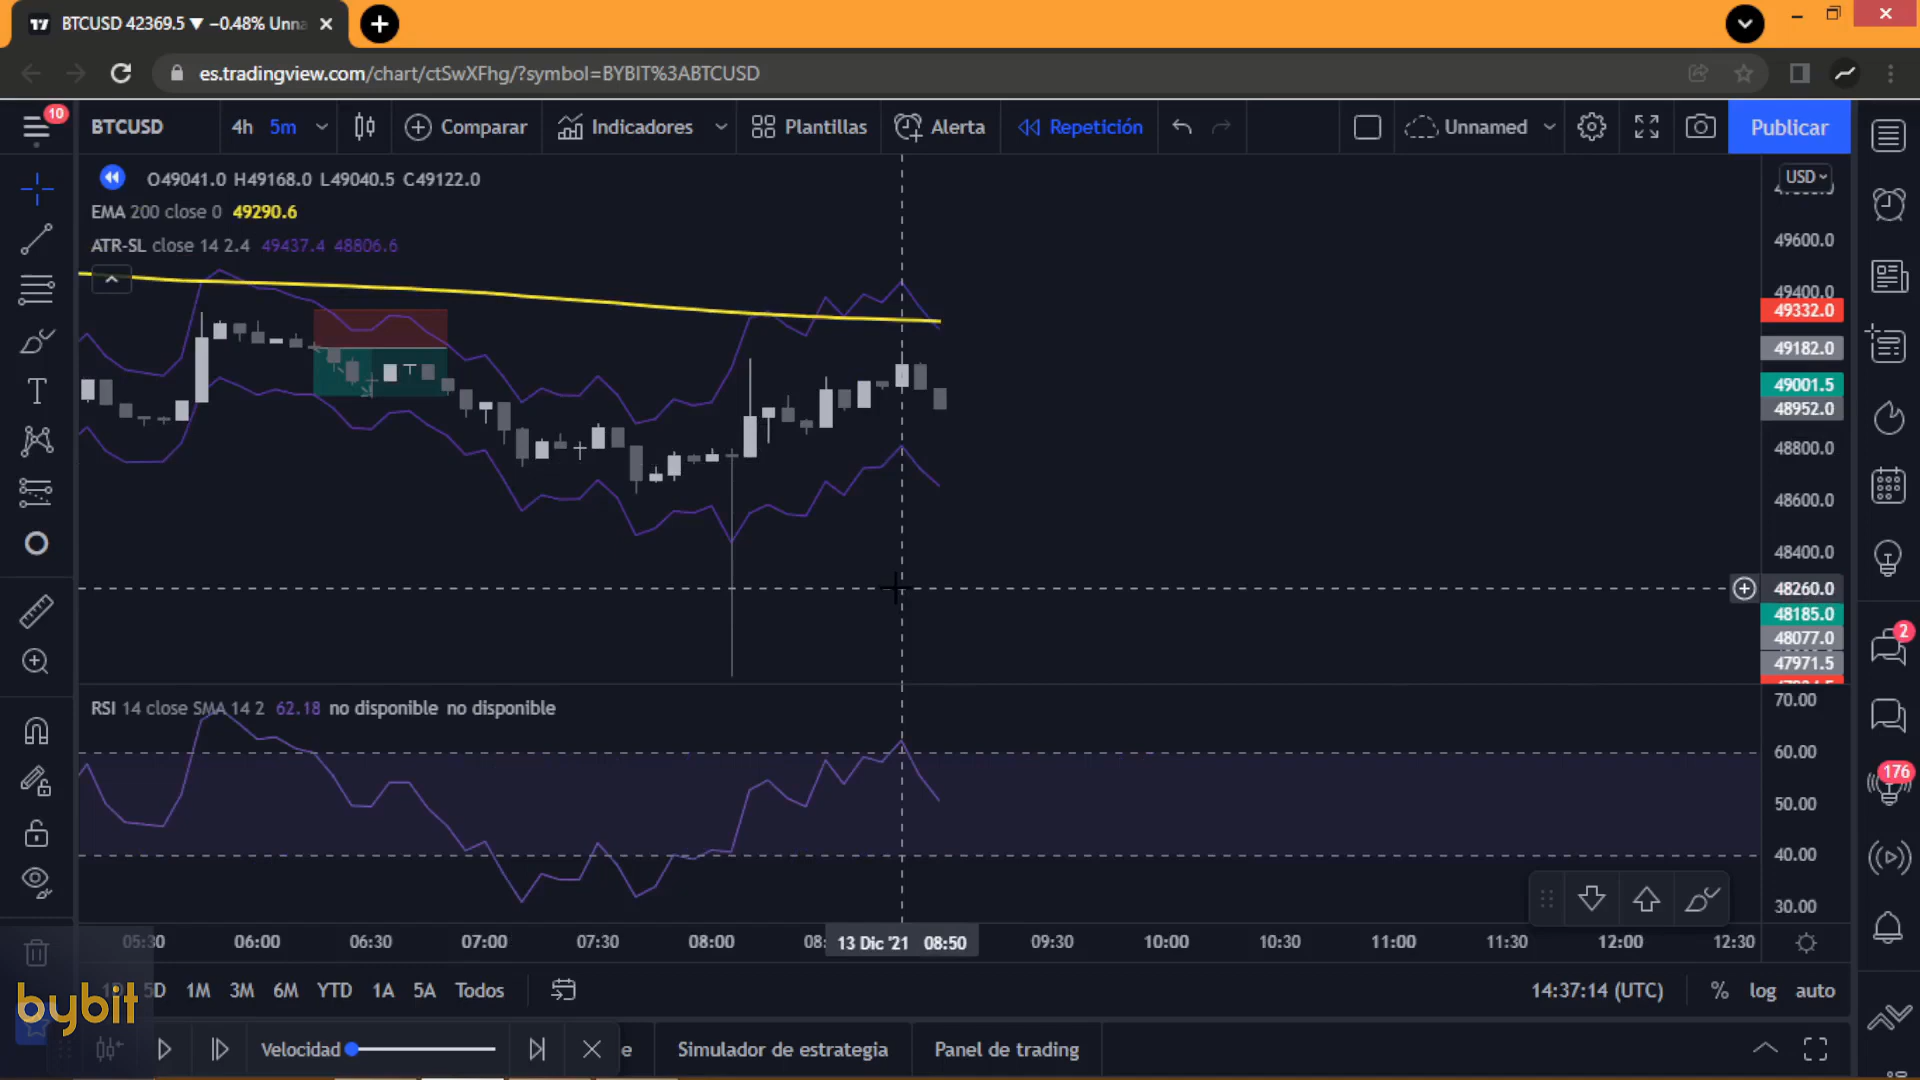 BTCUSD 42369.5 ▼ −0.48% Unna
es.tradingview.com/chart/ctSwXFhg/?symbol=BYBIT%3ABTCUSD
10
BTCUSD 4h 5m Comparar Indicadores Plantillas Alerta Repetición Unnamed Publicar
O49041.0 H49168.0 L49040.5 C49122.0
USD
EMA 200 close 0 49290.6
ATR-SL close 14 2.4 49437.4 48806.6
49600.0
49400.0
49332.0
49182.0
49001.5
48952.0
48800.0
48600.0
48400.0
48260.0
48185.0
48077.0
47971.5
2
RSI 14 close SMA 14 2 62.18 no disponible no disponible
70.00
60.00
50.00
40.00
30.00
176
05:30 06:00 06:30 07:00 07:30 08:00 08: 13 Dic '21 08:50 09:30 10:00 10:30 11:00 11:30 12:00 12:30
5D 1M 3M 6M YTD 1A 5A Todos 14:37:14 (UTC) % log auto
bybit
Velocidad e Simulador de estrategia Panel de trading